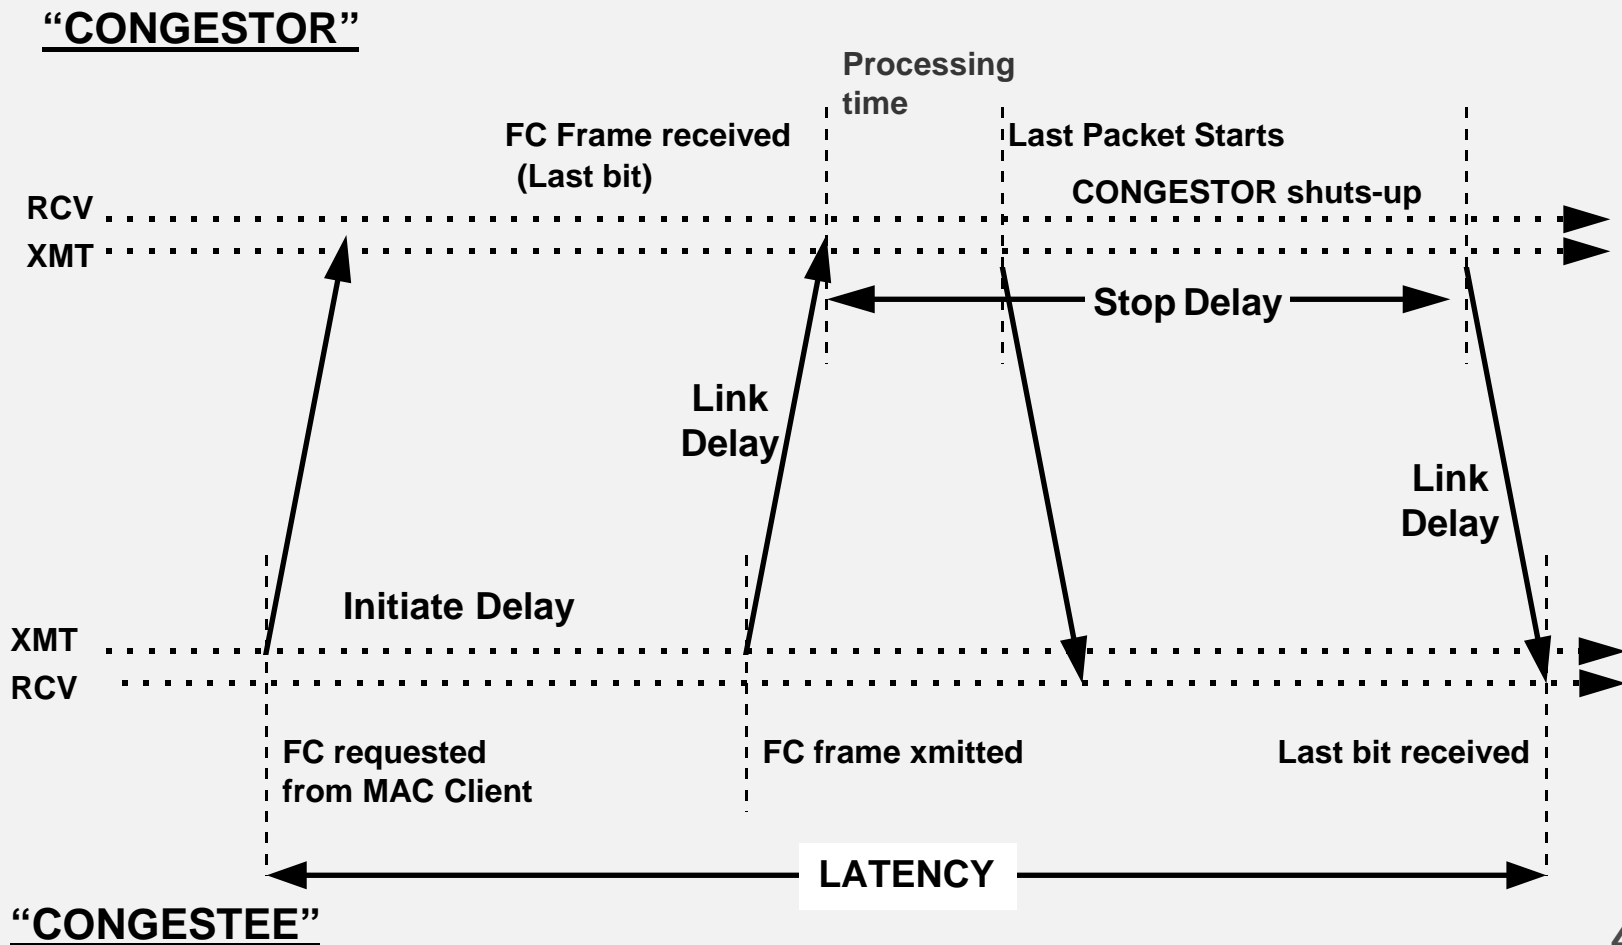 “CONGESTOR”
Processing
time
FC Frame received
(Last bit)
Last Packet Starts
CONGESTOR shuts-up
RCV
XMT
Stop Delay
Link
Delay
Link
Delay
Initiate Delay
XMT
RCV
FC requested
from MAC Client
FC frame xmitted
Last bit received
LATENCY
“CONGESTEE”